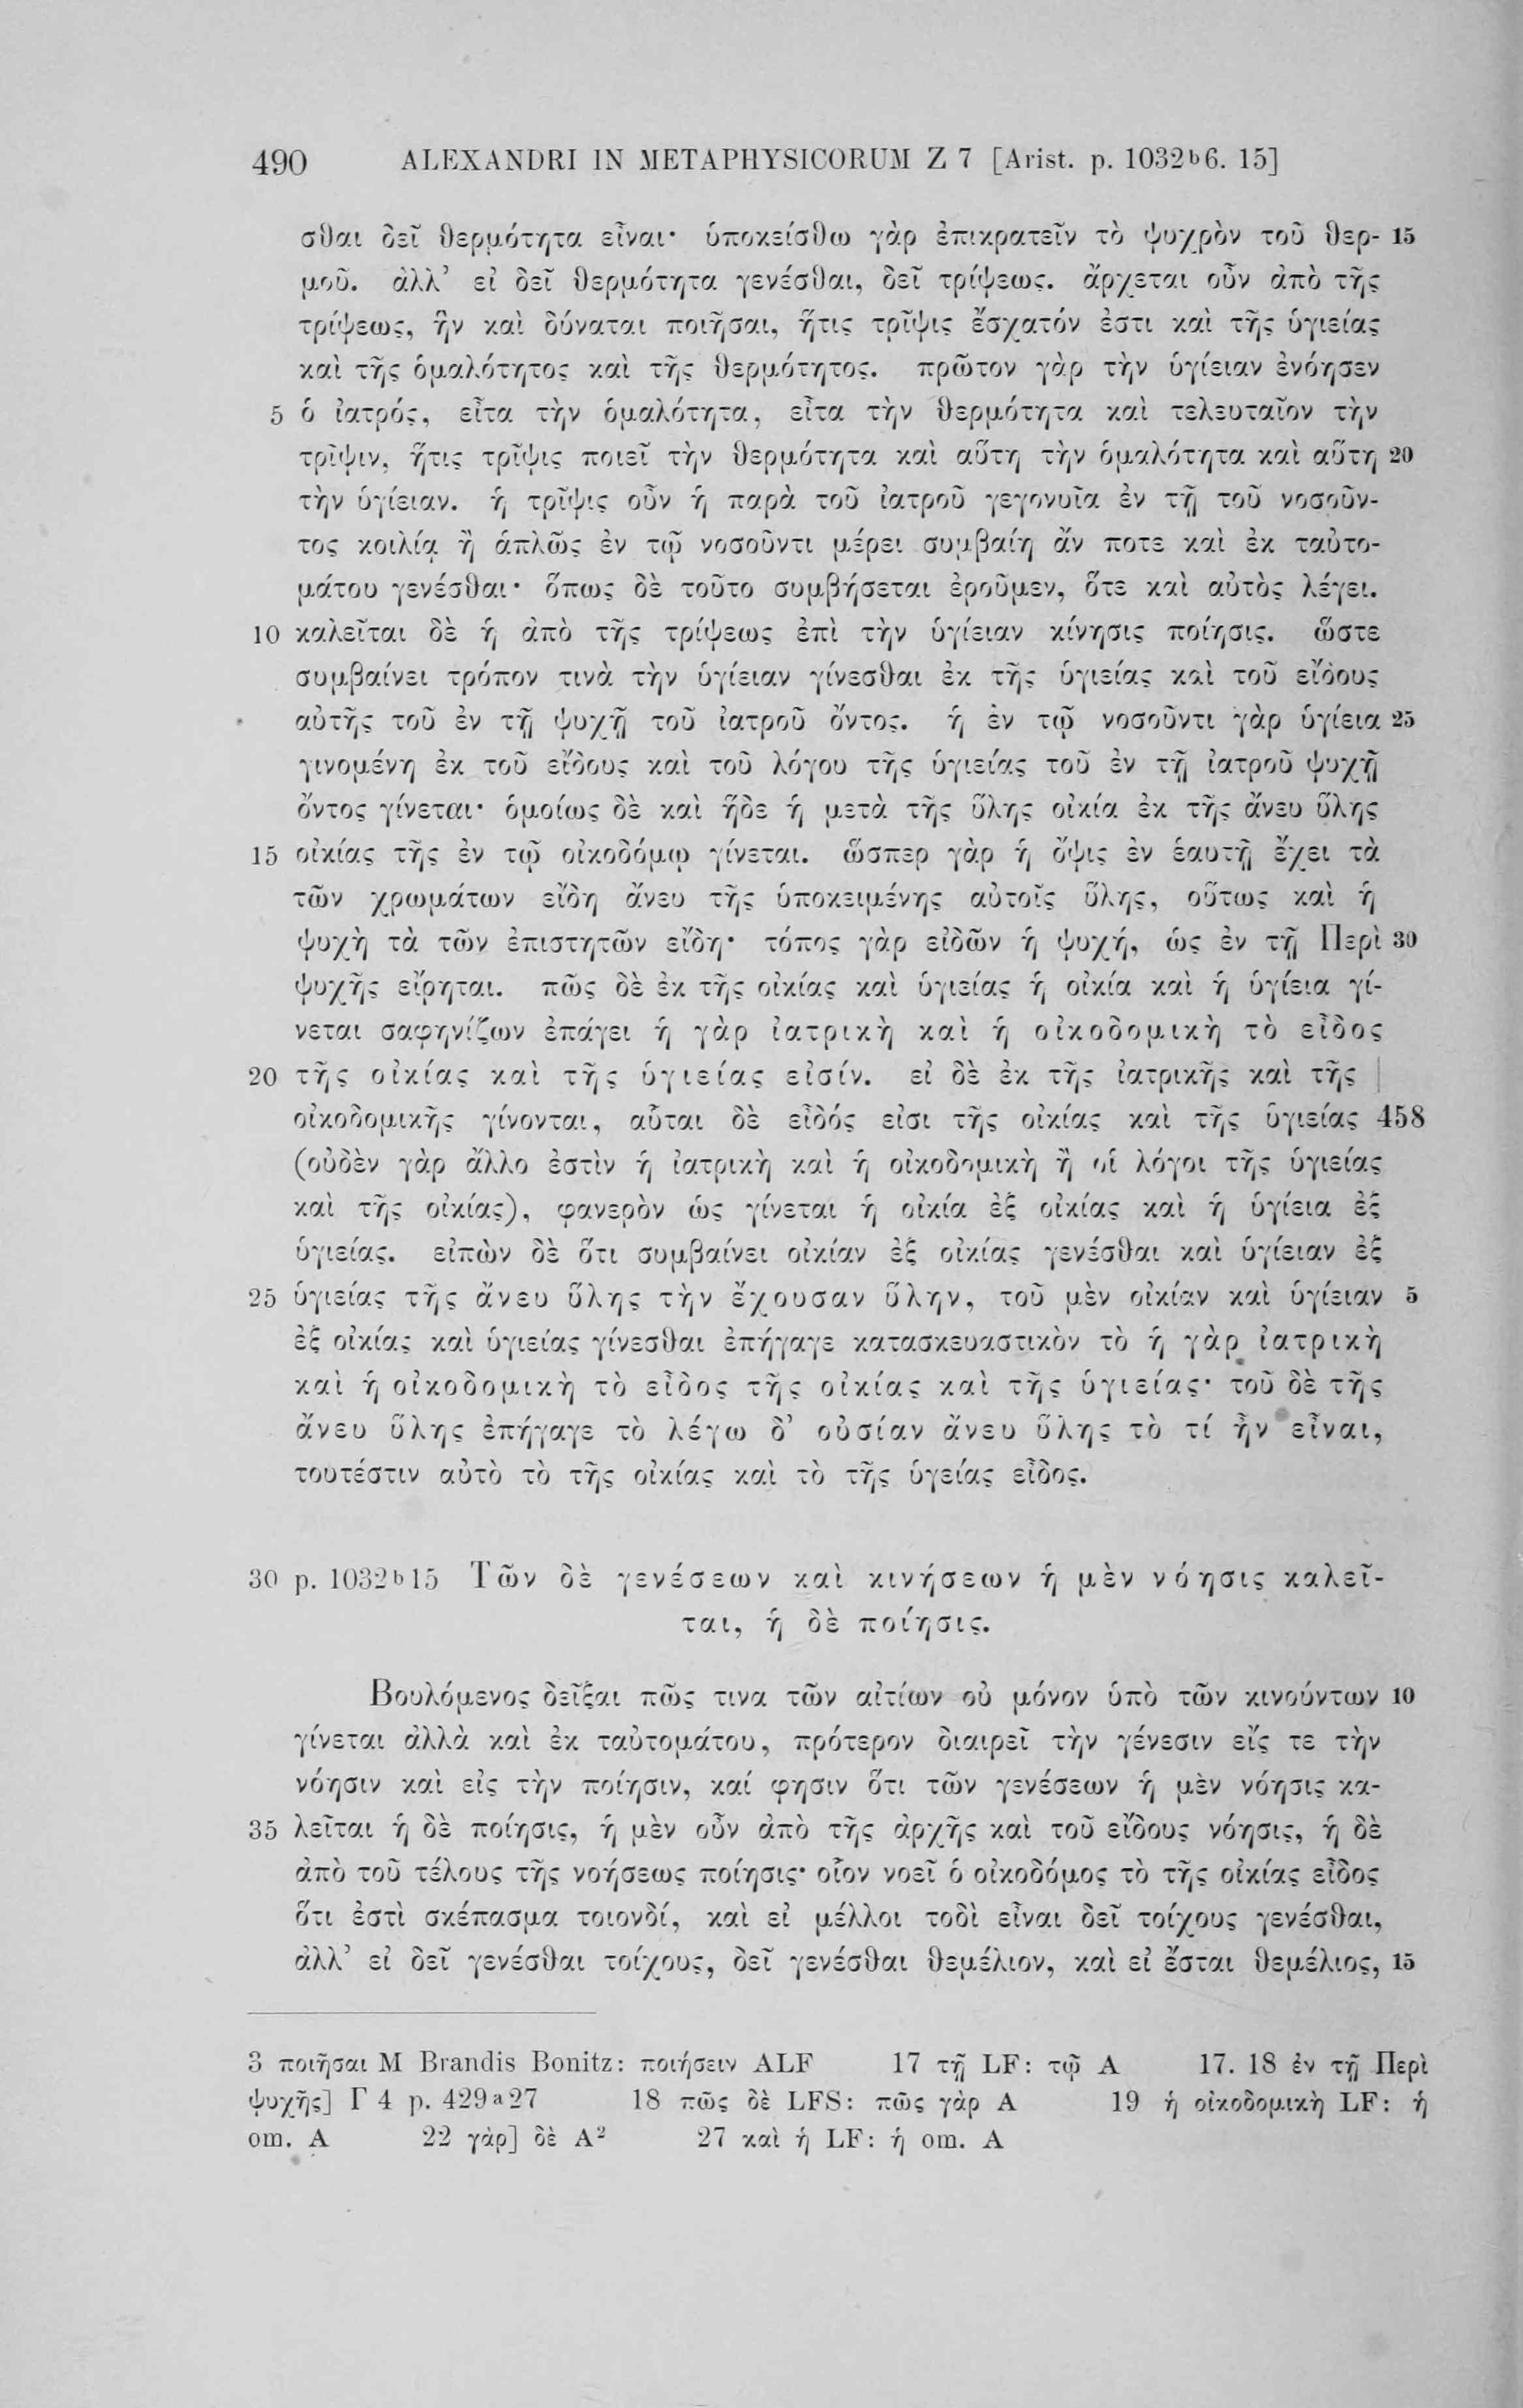 490 ALEXANDRI IN METAPHYSICORUM Z 7 [Arist. p. 1032b6. 15]
σθαι δεῖ θερμότητα εἶναι· ὑποκείσθω γὰρ ἐπικρατεῖν τὸ ψυχρὸν τοῦ θερ- 15
μοῦ. ἀλλ’ εἰ δεῖ θερμότητα γενέσθαι, δεῖ τρίψεως. ἄρχεται οὖν ἀπὸ τῆς
τρίψεως, ἣν καὶ δύναται ποιῆσαι, ἥτις τρῖψις ἔσχατόν ἐστι καὶ τῆς ὑγιείας
καὶ τῆς ὁμαλότητος καὶ τῆς θερμότητος. πρῶτον γὰρ τὴν ὑγίειαν ἐνόησεν
5 ὁ ἰατρός, εἶτα τὴν ὁμαλότητα, εἶτα τὴν θερμότητα καὶ τελευταῖον τὴν
τρῖψιν, ἥτις τρῖψις ποιεῖ τὴν θερμότητα καὶ αὕτη τὴν ὁμαλότητα καὶ αὕτη 20
τὴν ὑγίειαν. ἡ τρῖψις οὖν ἡ παρὰ τοῦ ἰατροῦ γεγονυῖα ἐν τῇ τοῦ νοσοῦν-
τος κοιλίᾳ ἢ ἁπλῶς ἐν τῷ νοσοῦντι μέρει συμβαίη ἄν ποτε καὶ ἐκ ταὐτο-
μάτου γενέσθαι· ὅπως δὲ τοῦτο συμβήσεται ἐροῦμεν, ὅτε καὶ αὐτὸς λέγει.
10 καλεῖται δὲ ἡ ἀπὸ τῆς τρίψεως ἐπὶ τὴν ὑγίειαν κίνησις ποίησις. ὥστε
συμβαίνει τρόπον τινὰ τὴν ὑγίειαν γίνεσθαι ἐκ τῆς ὑγιείας καὶ τοῦ εἴδους
αὐτῆς τοῦ ἐν τῇ ψυχῇ τοῦ ἰατροῦ ὄντος. ἡ ἐν τῷ νοσοῦντι γὰρ ὑγίεια 25
γινομένη ἐκ τοῦ εἴδους καὶ τοῦ λόγου τῆς ὑγιείας τοῦ ἐν τῇ ἰατροῦ ψυχῇ
ὄντος γίνεται· ὁμοίως δὲ καὶ ἥδε ἡ μετὰ τῆς ὕλης οἰκία ἐκ τῆς ἄνευ ὕλης
15 οἰκίας τῆς ἐν τῷ οἰκοδόμῳ γίνεται. ὥσπερ γὰρ ἡ ὄψις ἐν ἑαυτῇ ἔχει τὰ
τῶν χρωμάτων εἴδη ἄνευ τῆς ὑποκειμένης αὐτοῖς ὕλης, οὕτως καὶ ἡ
ψυχὴ τὰ τῶν ἐπιστητῶν εἴδη· τόπος γὰρ εἰδῶν ἡ ψυχή, ὡς ἐν τῇ Περὶ 30
ψυχῆς εἴρηται. πῶς δὲ ἐκ τῆς οἰκίας καὶ ὑγιείας ἡ οἰκία καὶ ἡ ὑγίεια γί-
νεται σαφηνίζων ἐπάγει ἡ γὰρ ἰατρικὴ καὶ ἡ οἰκοδομικὴ τὸ εἶδος
20 τῆς οἰκίας καὶ τῆς ὑγιείας εἰσίν. εἰ δὲ ἐκ τῆς ἰατρικῆς καὶ τῆς |
οἰκοδομικῆς γίνονται, αὗται δὲ εἶδός εἰσι τῆς οἰκίας καὶ τῆς ὑγιείας 458
(οὐδὲν γὰρ ἄλλο ἐστὶν ἡ ἰατρικὴ καὶ ἡ οἰκοδομικὴ ἢ οἱ λόγοι τῆς ὑγιείας
καὶ τῆς οἰκίας), φανερὸν ὡς γίνεται ἡ οἰκία ἐξ οἰκίας καὶ ἡ ὑγίεια ἐξ
ὑγιείας. εἰπὼν δὲ ὅτι συμβαίνει οἰκίαν ἐξ οἰκίας γενέσθαι καὶ ὑγίειαν ἐξ
25 ὑγιείας τῆς ἄνευ ὕλης τὴν ἔχουσαν ὕλην, τοῦ μὲν οἰκίαν καὶ ὑγίειαν 5
ἐξ οἰκίας καὶ ὑγιείας γίνεσθαι ἐπήγαγε κατασκευαστικὸν τὸ ἡ γὰρ ἰατρικὴ
καὶ ἡ οἰκοδομικὴ τὸ εἶδος τῆς οἰκίας καὶ τῆς ὑγιείας· τοῦ δὲ τῆς
ἄνευ ὕλης ἐπήγαγε τὸ λέγω δ’ οὐσίαν ἄνευ ὕλης τὸ τί ἦν εἶναι,
τουτέστιν αὐτὸ τὸ τῆς οἰκίας καὶ τὸ τῆς ὑγείας εἶδος.
30 p. 1032b15 Τῶν δὲ γενέσεων καὶ κινήσεων ἡ μὲν νόησις καλεῖ-
ται, ἡ δὲ ποίησις.
Βουλόμενος δεῖξαι πῶς τινα τῶν αἰτίων οὐ μόνον ὑπὸ τῶν κινούντων 10
γίνεται ἀλλὰ καὶ ἐκ ταὐτομάτου, πρότερον διαιρεῖ τὴν γένεσιν εἴς τε τὴν
νόησιν καὶ εἰς τὴν ποίησιν, καί φησιν ὅτι τῶν γενέσεων ἡ μὲν νόησις κα-
35 λεῖται ἡ δὲ ποίησις, ἡ μὲν οὖν ἀπὸ τῆς ἀρχῆς καὶ τοῦ εἴδους νόησις, ἡ δὲ
ἀπὸ τοῦ τέλους τῆς νοήσεως ποίησις· οἷον νοεῖ ὁ οἰκοδόμος τὸ τῆς οἰκίας εἶδος
ὅτι ἐστὶ σκέπασμα τοιονδί, καὶ εἰ μέλλοι τοδὶ εἶναι δεῖ τοίχους γενέσθαι,
ἀλλ’ εἰ δεῖ γενέσθαι τοίχους, δεῖ γενέσθαι θεμέλιον, καὶ εἰ ἔσται θεμέλιος, 15
3 ποιῆσαι M Brandis Bonitz: ποιήσειν ALF 17 τῇ LF: τῷ A 17. 18 ἐν τῇ Περὶ
ψυχῆς] Γ 4 p. 429a27 18 πῶς δὲ LFS: πῶς γὰρ A 19 ἡ οἰκοδομικὴ LF: ἡ
om. A 22 γὰρ] δὲ A² 27 καὶ ἡ LF: ἡ om. A